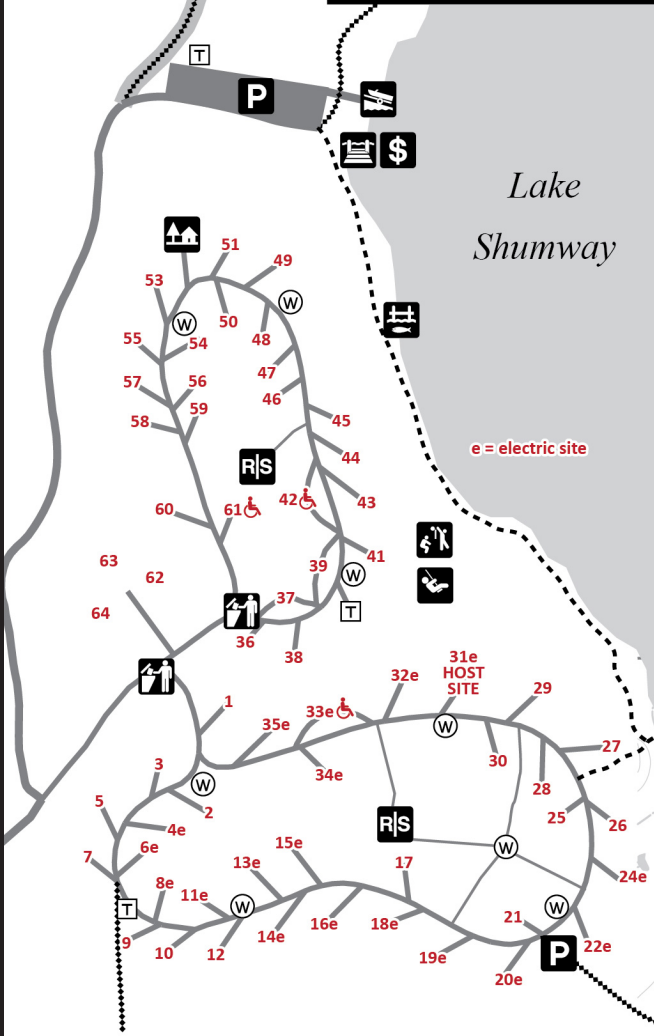 T
P
$
Lake
Shumway
51
49
53
50
W
W
48
55
54
47
57
56
46
58
59
45
e = electric site
44
R|S
60
61
42
43
41
63
62
39
W
64
37
T
36
38
31e
HOST
SITE
32e
29
1
33e
35e
W
27
30
34e
28
3
W
2
5
25
26
4e
R|S
7
6e
15e
W
13e
17
24e
8e
11e
T
W
W
16e
18e
21
9
10
12
14e
19e
22e
P
20e